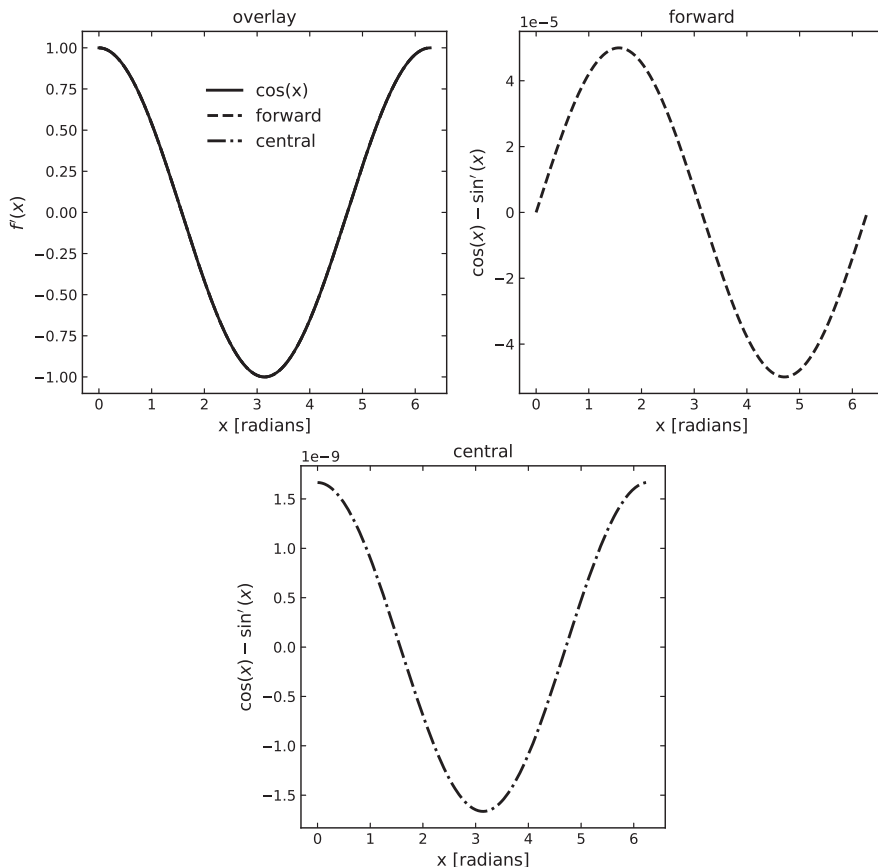 overlay
1.00
0.75
0.50
0.25
0.00
−0.25
−0.50
−0.75
−1.00
f′(x)
cos(x)
forward
central
0 1 2 3 4 5 6
x [radians]
forward
1e−5
4
2
0
−2
−4
cos(x) − sin′(x)
0 1 2 3 4 5 6
x [radians]
central
1e−9
1.5
1.0
0.5
0.0
−0.5
−1.0
−1.5
cos(x) − sin′(x)
0 1 2 3 4 5 6
x [radians]